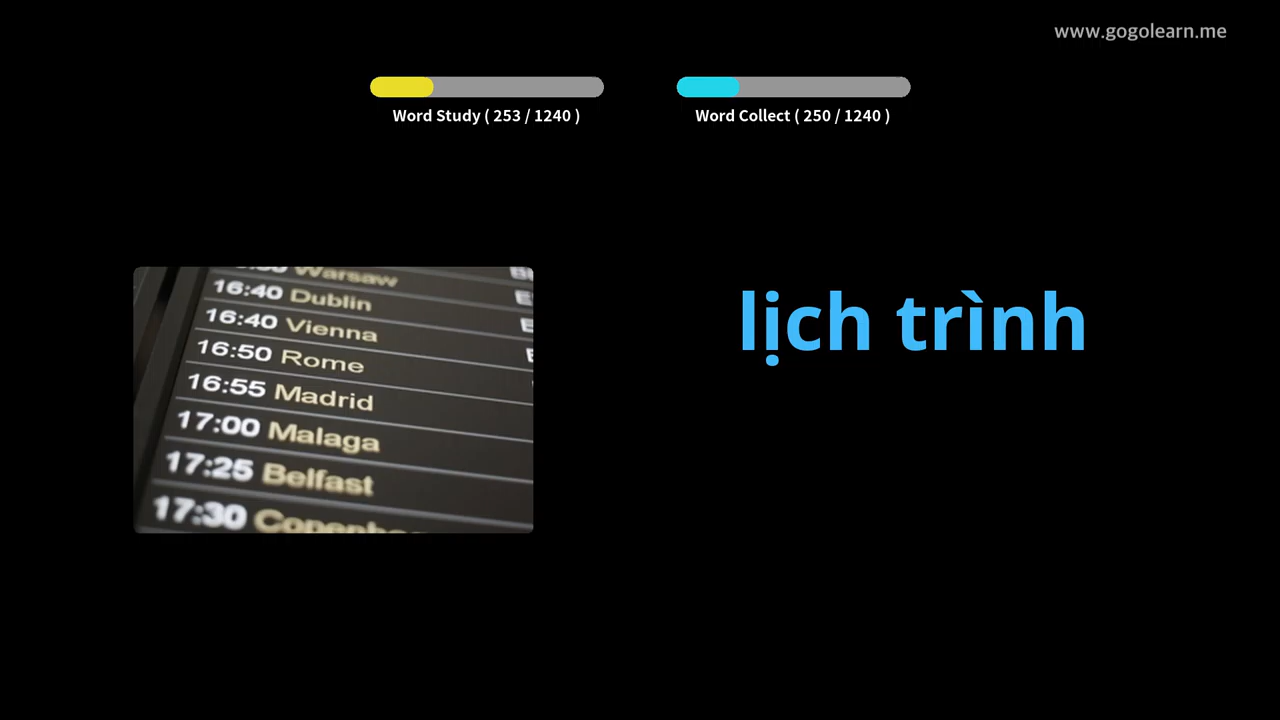 www.gogolearn.me
Word Study ( 253 / 1240 )
Word Collect ( 250 / 1240 )
Warsaw
16:40 Dublin
16:40 Vienna
16:50 Rome
16:55 Madrid
17:00 Malaga
17:25 Belfast
17:30
lịch trình